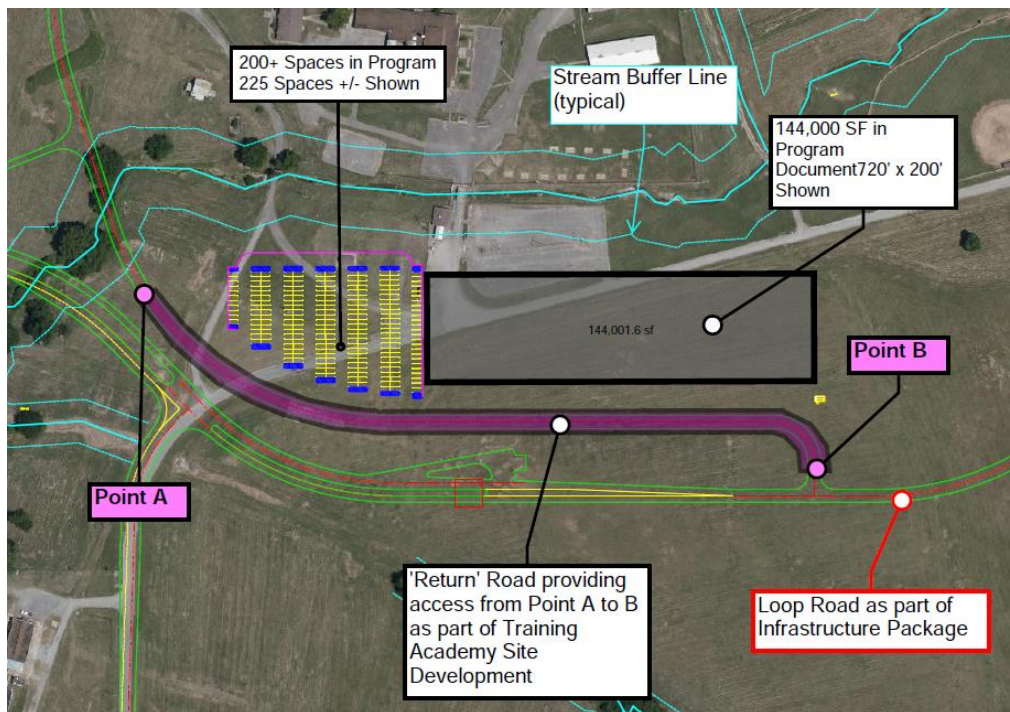 200+ Spaces in Program
225 Spaces +/- Shown
Stream Buffer Line
(typical)
144,000 SF in
Program
Document720' x 200'
Shown
144,001.6 sf
Point B
Point A
'Return' Road providing
access from Point A to B
as part of Training
Academy Site
Development
Loop Road as part of
Infrastructure Package